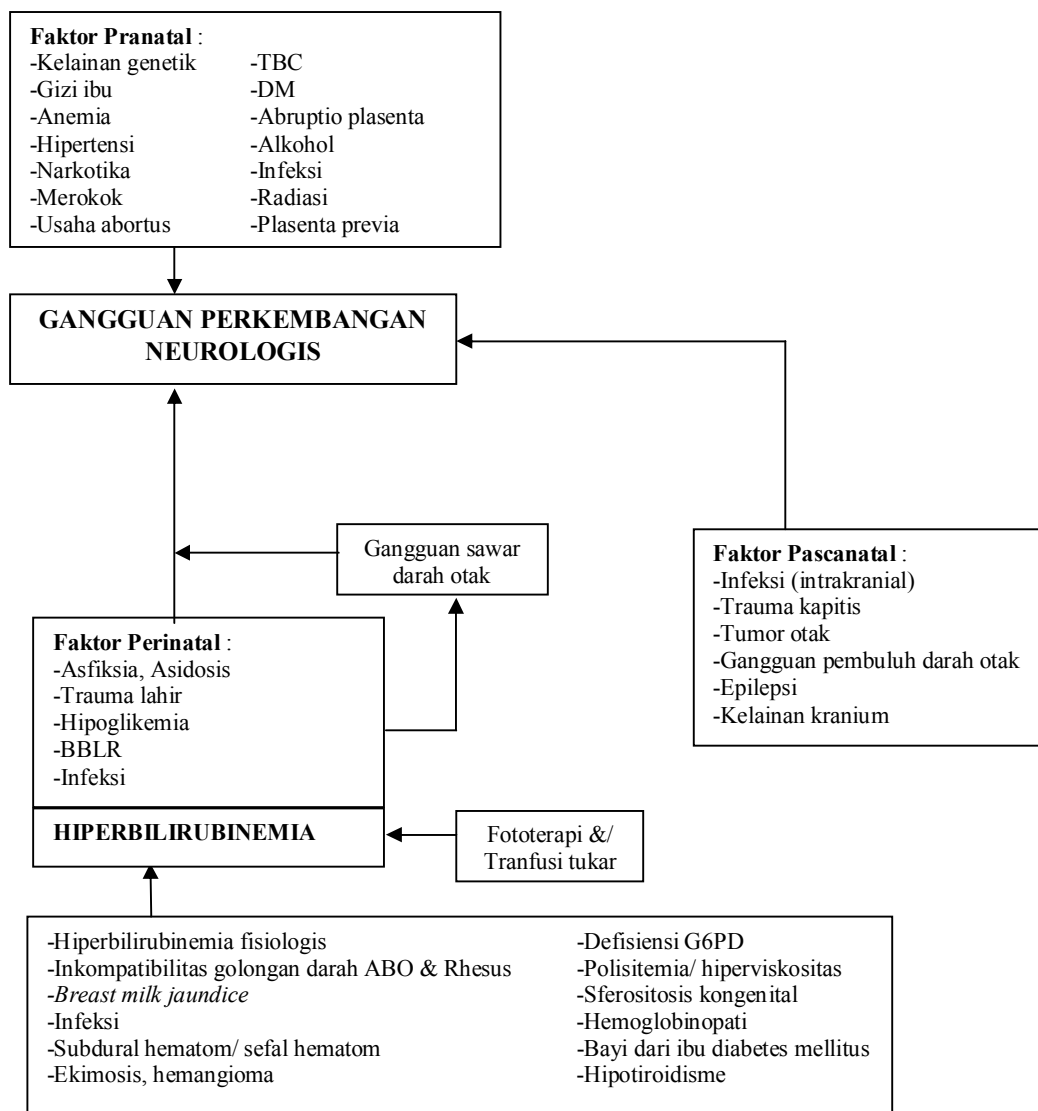 Faktor Pranatal :
-Kelainan genetik -TBC
-Gizi ibu -DM
-Anemia -Abruptio plasenta
-Hipertensi -Alkohol
-Narkotika -Infeksi
-Merokok -Radiasi
-Usaha abortus -Plasenta previa
GANGGUAN PERKEMBANGAN
NEUROLOGIS
Gangguan sawar
darah otak
Faktor Pascanatal :
-Infeksi (intrakranial)
-Trauma kapitis
-Tumor otak
-Gangguan pembuluh darah otak
-Epilepsi
-Kelainan kranium
Faktor Perinatal :
-Asfiksia, Asidosis
-Trauma lahir
-Hipoglikemia
-BBLR
-Infeksi
HIPERBILIRUBINEMIA
Fototerapi &/
Tranfusi tukar
-Hiperbilirubinemia fisiologis -Defisiensi G6PD
-Inkompatibilitas golongan darah ABO & Rhesus -Polisitemia/ hiperviskositas
-Breast milk jaundice -Sferositosis kongenital
-Infeksi -Hemoglobinopati
-Subdural hematom/ sefal hematom -Bayi dari ibu diabetes mellitus
-Ekimosis, hemangioma -Hipotiroidisme